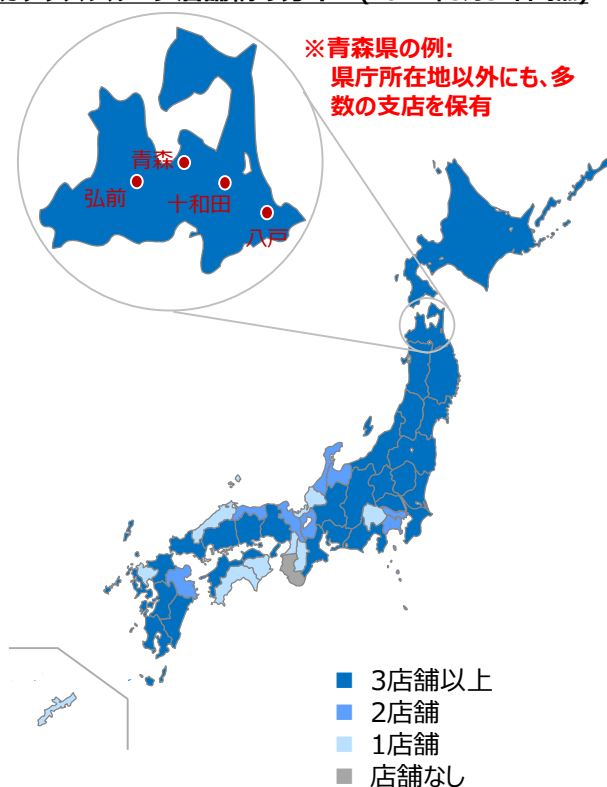 ※青森県の例:
県庁所在地以外にも、多
数の支店を保有
青森
弘前
十和田
八戸
3店舗以上
2店舗
1店舗
店舗なし